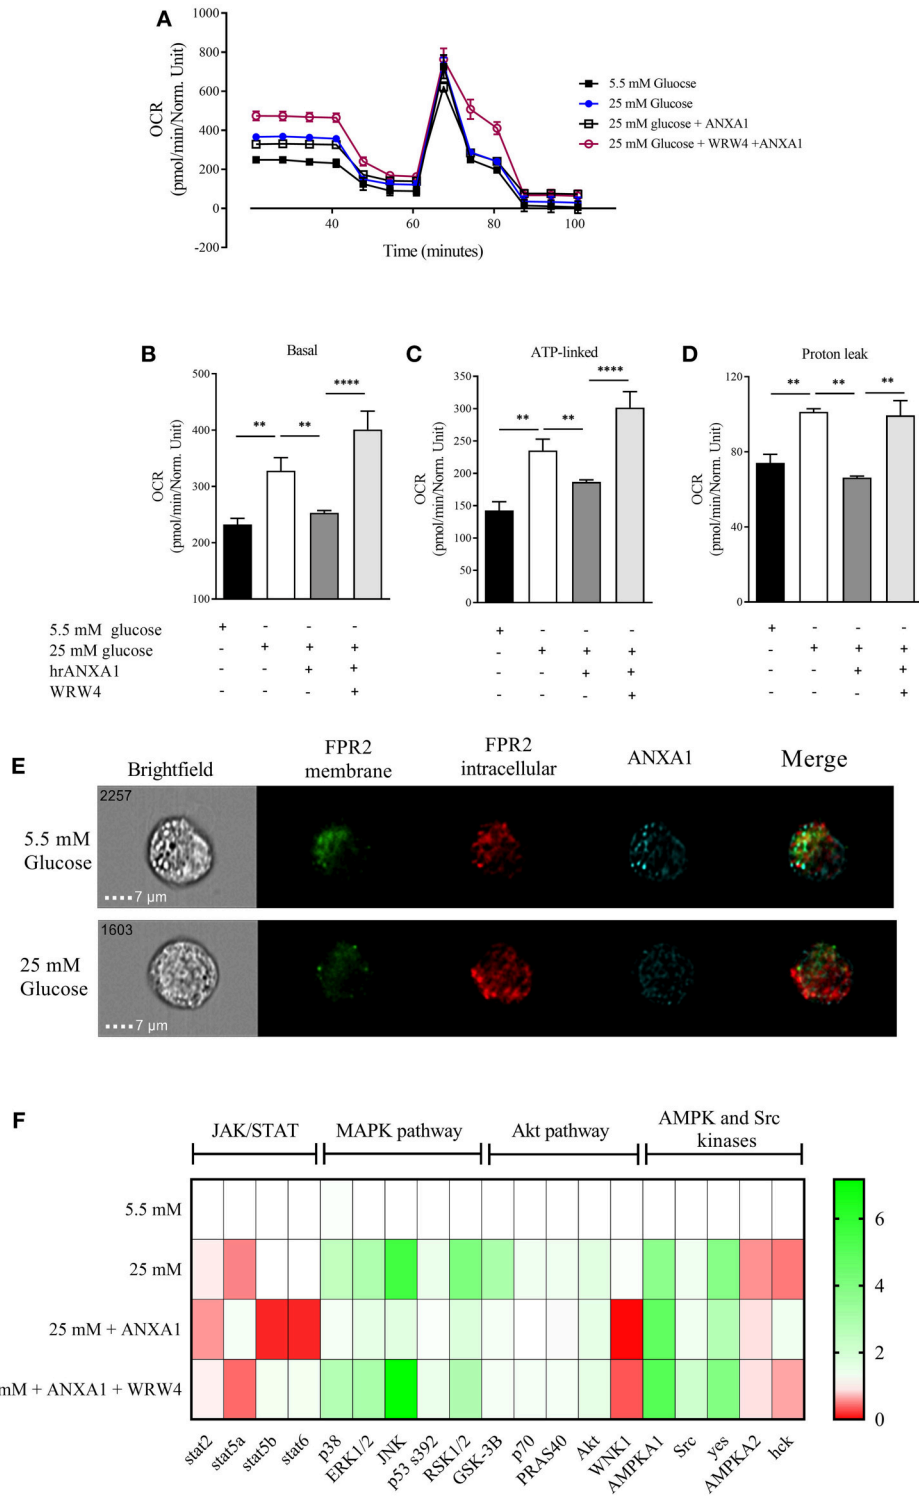 A
1000
800
600
400
200
0
-200
OCR
(pmol/min/Norm. Unit)
40
60
80
100
Time (minutes)
5.5 mM Gluocse
25 mM Glucose
25 mM glucose + ANXA1
25 mM Glucose + WRW4 +ANXA1
B
Basal
500
400
300
200
100
OCR
(pmol/min/Norm. Unit)
** ** ****
C
ATP-linked
350
300
250
200
150
100
50
0
OCR
(pmol/min/Norm. Unit)
** ** ****
D
Proton leak
120
80
40
0
OCR
(pmol/min/Norm. Unit)
** ** **
5.5 mM glucose + - - - + - - - + - - -
25 mM glucose - + + + - + + + - + + +
hrANXA1 - - + + - - + + - - + +
WRW4 - - - + - - - + - - - +
E
Brightfield
FPR2
membrane
FPR2
intracellular
ANXA1
Merge
5.5 mM
Glucose
2257
7 µm
25 mM
Glucose
1603
7 µm
F
JAK/STAT
MAPK pathway
Akt pathway
AMPK and Src
kinases
5.5 mM
25 mM
25 mM + ANXA1
mM + ANXA1 + WRW4
6
4
2
0
stat2
stat5a
stat5b
stat6
p38
ERK1/2
JNK
p53 s392
RSK1/2
GSK-3B
p70
PRAS40
Akt
WNK1
AMPKA1
Src
yes
AMPKA2
hck